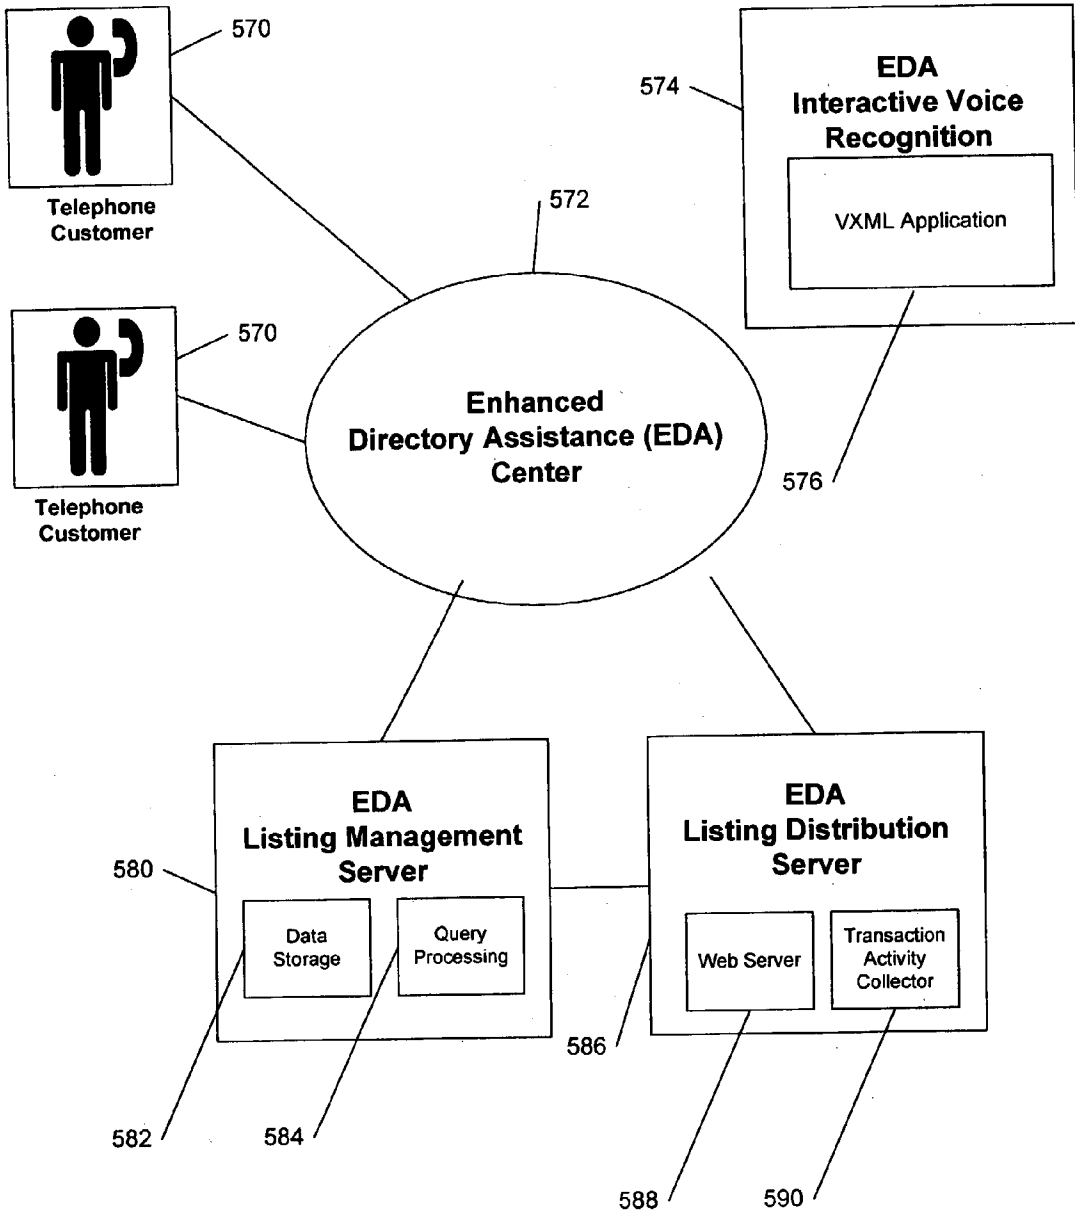 570
Telephone
Customer
574
EDA
Interactive Voice
Recognition
VXML Application
572
570
Telephone
Customer
Enhanced
Directory Assistance (EDA)
Center
576
580
EDA
Listing Management
Server
Data
Storage
Query
Processing
EDA
Listing Distribution
Server
Web Server
Transaction
Activity
Collector
586
582
584
588
590